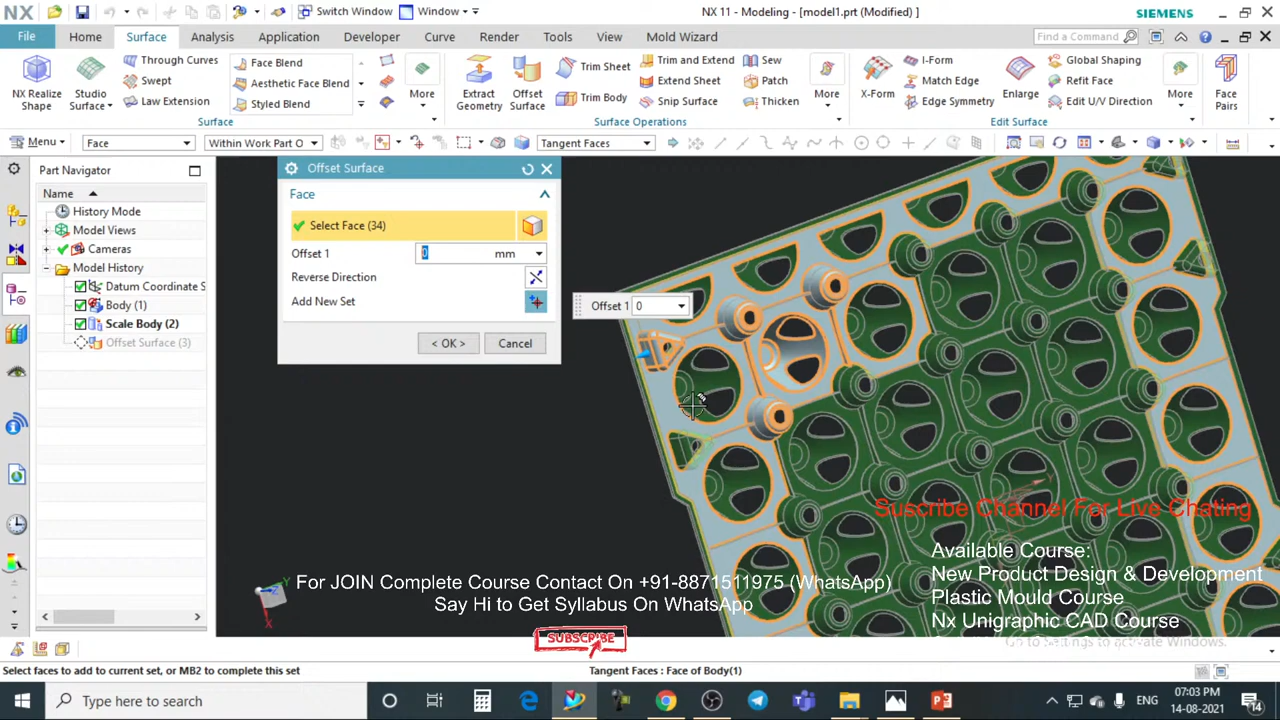 NX
Switch Window
Window
NX 11 - Modeling - [model1.prt (Modified) ]
SIEMENS
File
Home
Surface
Analysis
Application
Developer
Curve
Render
Tools
View
Mold Wizard
Find a Command
NX Realize
Shape
Studio
Surface
Through Curves
Swept
Law Extension
Face Blend
Aesthetic Face Blend
Styled Blend
More
Surface
Extract
Geometry
Offset
Surface
Trim Sheet
Trim Body
Trim and Extend
Extend Sheet
Snip Surface
Sew
Patch
Thicken
More
Surface Operations
X-Form
I-Form
Match Edge
Edge Symmetry
Enlarge
Global Shaping
Refit Face
Edit U/V Direction
More
Edit Surface
Face
Pairs
Menu
Face
Within Work Part O
Tangent Faces
Part Navigator
Name
History Mode
Model Views
Cameras
Model History
Datum Coordinate S
Body (1)
Scale Body (2)
Offset Surface (3)
Offset Surface
Face
Select Face (34)
Offset 1
0
mm
Reverse Direction
Add New Set
< OK >
Cancel
Offset 1
0
Suscribe Channel For Live Chating
Available Course:
New Product Design & Development
Plastic Mould Course
Nx Unigraphic CAD Course
Go to Settings to activate Windows.
For JOIN Complete Course Contact On +91-8871511975 (WhatsApp)
Say Hi to Get Syllabus On WhatsApp
SUBSCRIBE
Y
Z
X
Select faces to add to current set, or MB2 to complete this set
Tangent Faces : Face of Body(1)
Type here to search
ENG
07:03 PM
14-08-2021
14